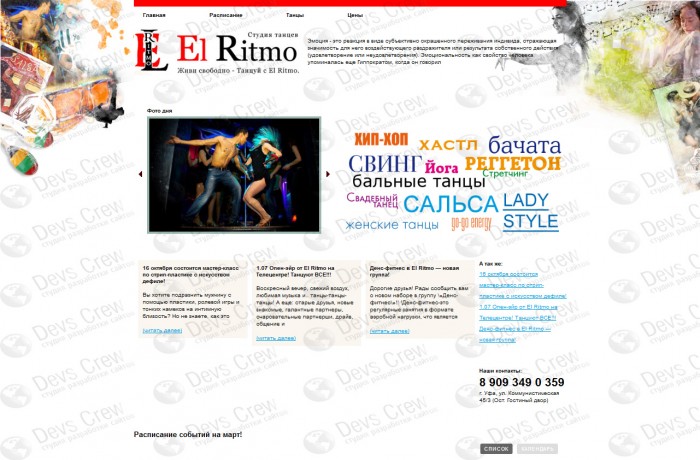 Главная Расписание Танцы Цены
Студия танцев
El Ritmo
Живи свободно - Танцуй с El Ritmo.
Эмоция - это реакция в виде субъективно окрашенного переживания индивида, отражающая
значимость для него воздействующего раздражителя или результата собственного действия
(удовлетворение или неудовлетворения). Эмоциональность как свойство человека
упоминалась еще Гиппократом, когда он говорил
Фото дня
ХИП-ХОП
ХАСТЛ
бачата
СВИНГ
Йога
РЕГГЕТОН
Стретчинг
бальные танцы
Свадебный
танец
САЛЬСА
LADY
STYLE
женские танцы
go-go energy
16 октября состоится мастер-класс
по стрип-пластике о искусством
дефиле!
Вы хотите подразнить мужчину с
помощью пластики, ролевой игры и
тонких намеков на интимную
близость? Но не знаете, как это
(читать далее)
1.07 Опен-эйр от El Ritmo на
Телецентре! Танцуют ВСЕ!!!
Воскресный вечер, свежий воздух,
любимая музыка и... танцы-танцы-
танцы! А еще: старые друзья, новые
знакомые, галантные партнеры,
очаровательные партнерши, драйв,
общение и
(читать далее)
Денс-фитнес в El Ritmo — новая
группа!
Дорогие друзья! Рады сообщить вам
о новом наборе в группу «Денс-
фитнес»! Денс-фитнес-это
регулярные занятия в формате
аэробной нагрузки, что является
(читать далее)
А так же:
16 октября состоится
мастер-класс по стрип-
пластике о искусством дефиле!
1.07 Опен-эйр от El Ritmo на
Телецентре! Танцуют ВСЕ!!!
Денс-фитнес в El Ritmo —
новая группа!
Наши контакты:
8 909 349 0 359
г. Уфа, ул. Коммунистическая
45/3 (Ост. Гостиный двор)
Расписание событий на март!
СПИСОК КАЛЕНДАРЬ
Devs Crew